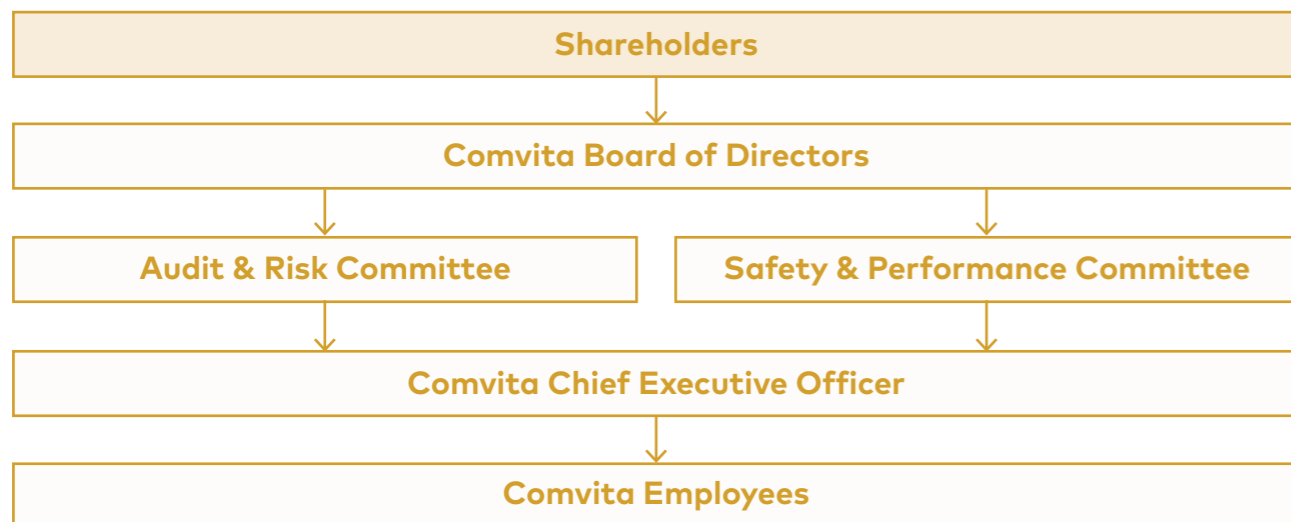 Shareholders
Comvita Board of Directors
Audit & Risk Committee
Safety & Performance Committee
Comvita Chief Executive Officer
Comvita Employees